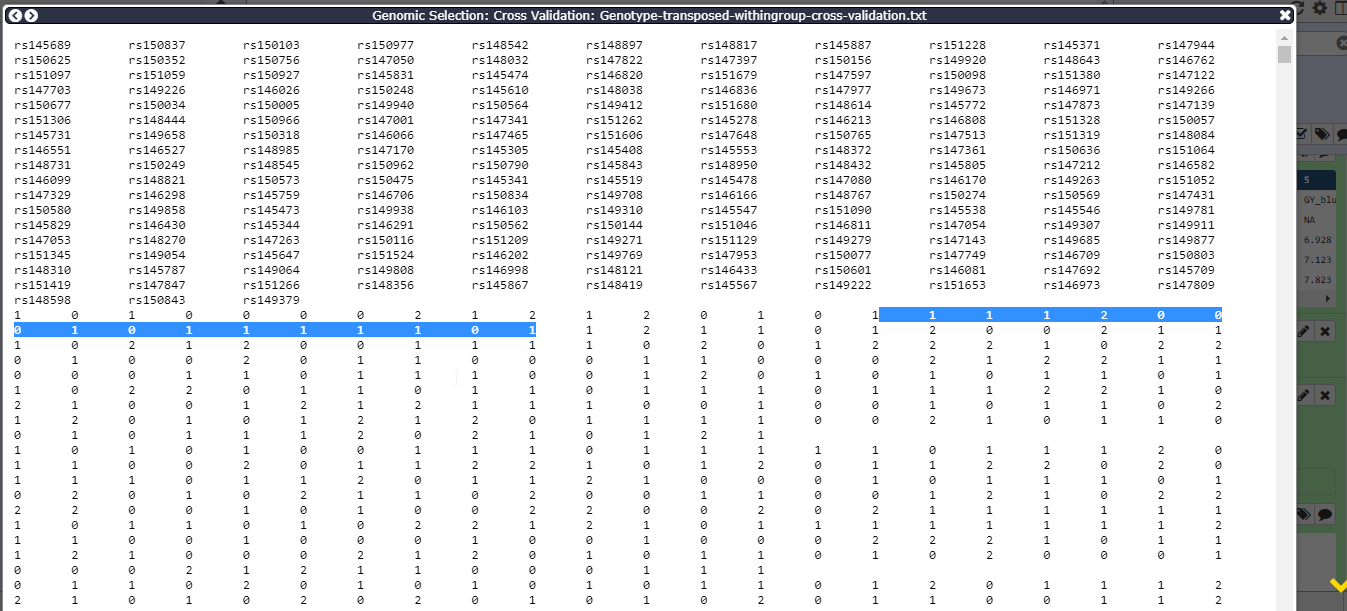 Genomic Selection: Cross Validation: Genotype-transposed-withingroup-cross-validation.txt
rs145689 rs150837 rs150103 rs150977 rs148542 rs148897 rs148817 rs145887 rs151228 rs145371 rs147944
rs150625 rs150352 rs150756 rs147050 rs148032 rs147822 rs147397 rs150156 rs149920 rs148643 rs146762
rs151097 rs151059 rs150927 rs145831 rs145474 rs146820 rs151679 rs147597 rs150098 rs151380 rs147122
rs147703 rs149226 rs146026 rs150248 rs145610 rs148038 rs146836 rs147977 rs149673 rs146971 rs149266
rs150677 rs150034 rs150005 rs149940 rs150564 rs149412 rs151680 rs148614 rs145772 rs147873 rs147139
rs151306 rs148444 rs150966 rs147001 rs147341 rs151262 rs145278 rs146213 rs146808 rs151328 rs150057
rs145731 rs149658 rs150318 rs146066 rs147465 rs151606 rs147648 rs150765 rs147513 rs151319 rs148084
rs146551 rs146527 rs148985 rs147170 rs145305 rs145408 rs145553 rs148372 rs147361 rs150636 rs151064
rs148731 rs150249 rs148545 rs150962 rs150790 rs145843 rs148950 rs148432 rs145805 rs147212 rs146582
rs146099 rs148821 rs150573 rs150475 rs145341 rs145519 rs145478 rs147080 rs146170 rs149263 rs151052
rs147329 rs146298 rs145759 rs146706 rs150834 rs149708 rs146166 rs148767 rs150274 rs150569 rs147431
rs150580 rs149858 rs145473 rs149938 rs146103 rs149310 rs145547 rs151090 rs145538 rs145546 rs149781
rs145829 rs146430 rs145344 rs146291 rs150562 rs150144 rs151046 rs146811 rs147054 rs149307 rs149911
rs147053 rs148270 rs147263 rs150116 rs151209 rs149271 rs151129 rs149279 rs147143 rs149685 rs149877
rs151345 rs149054 rs145647 rs151524 rs146202 rs149769 rs147953 rs150077 rs147749 rs146709 rs150803
rs148310 rs145787 rs149064 rs149808 rs146998 rs148121 rs146433 rs150601 rs146081 rs147692 rs145709
rs151419 rs147847 rs151266 rs148356 rs145867 rs148419 rs145567 rs149222 rs151653 rs146973 rs147809
rs148598 rs150843 rs149379
1 0 1 0 0 0 0 2 1 2 1 2 0 1 0 1 1 1 1 2 0 0
0 1 0 1 1 1 1 1 0 1 1 2 1 1 0 1 2 0 0 2 1 1
1 0 2 1 2 0 0 1 1 1 1 0 2 0 1 2 2 2 1 0 2 2
0 1 0 0 2 0 1 1 0 0 0 1 1 0 0 0 2 1 2 2 1 1
0 0 0 1 1 0 1 1 1 0 0 1 2 0 1 0 1 0 1 1 0 1
1 0 2 2 0 1 1 0 1 1 0 1 1 1 0 1 1 1 2 2 1 0
2 1 0 0 1 2 1 2 1 1 1 0 0 1 0 0 1 0 1 1 0 2
1 2 0 1 0 1 2 1 2 0 1 1 1 1 0 0 2 1 0 1 1 0
0 1 0 1 1 1 2 0 2 1 0 1 2 1
1 0 1 0 1 0 0 1 1 1 0 1 1 1 1 1 0 1 1 1 2 0
1 1 0 0 2 0 1 1 2 2 1 0 1 2 0 1 1 2 2 0 2 0
1 0 0 1 1 1 2 0 1 1 2 1 0 0 1 0 1 1 1 0 0 1
0 2 0 1 0 2 1 1 0 2 0 0 1 1 0 0 1 2 1 0 2 2
2 2 0 0 1 0 1 0 0 2 2 0 0 2 0 2 1 1 1 1 1 1
1 0 1 1 0 1 0 2 2 1 2 1 0 1 1 1 1 1 1 1 1 2
1 1 0 0 1 0 1 0 0 1 0 1 0 0 0 2 2 2 1 0 1 1
1 2 1 0 0 0 2 1 2 0 1 0 1 1 0 1 0 2 0 0 0 1
0 0 0 2 1 2 1 1 0 0 0 1 1 1
0 1 1 0 2 0 1 0 1 0 1 0 1 1 0 1 2 0 1 1 1 2
2 1 0 1 0 2 0 2 0 1 0 1 0 2 0 1 1 0 0 1 1 2
5
GY_blu
NA
6.928
7.123
7.823